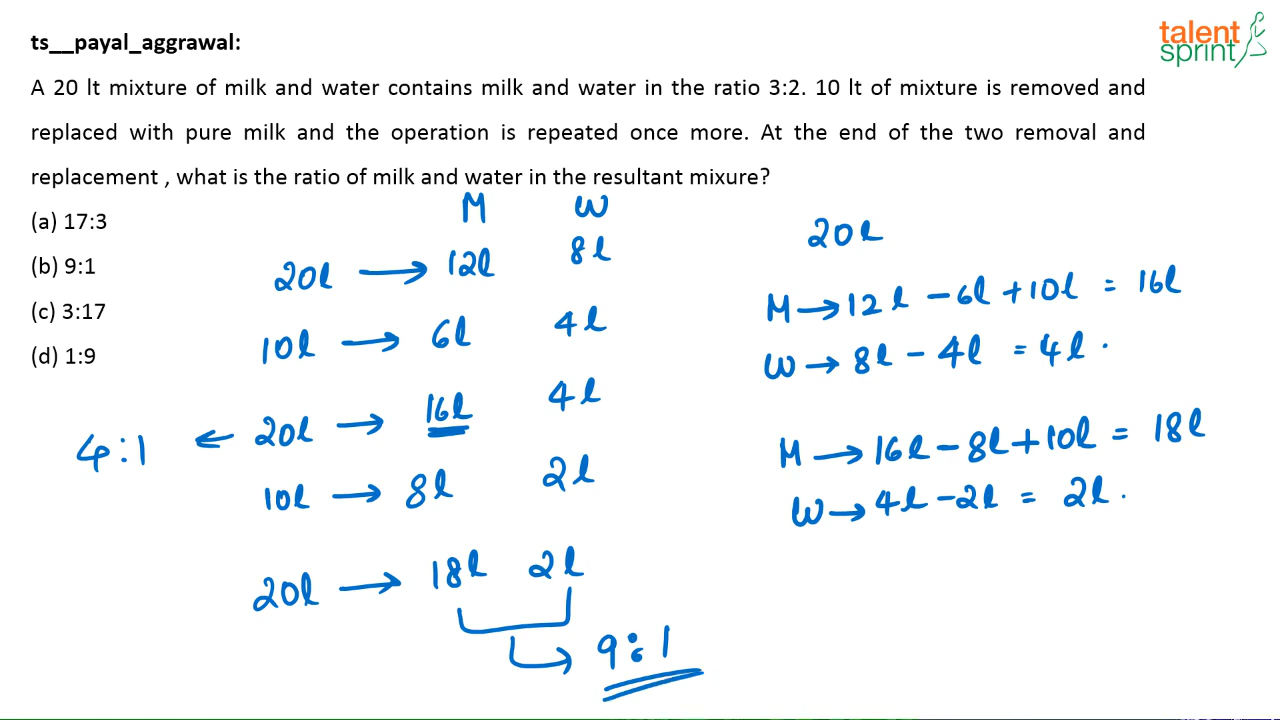 ts__payal_aggrawal:
talent
sprint
A 20 lt mixture of milk and water contains milk and water in the ratio 3:2. 10 lt of mixture is removed and
replaced with pure milk and the operation is repeated once more. At the end of the two removal and
replacement , what is the ratio of milk and water in the resultant mixure?
(a) 17:3
(b) 9:1
(c) 3:17
(d) 1:9
M W
20l → 12l 8l
10l → 6l 4l
4:1 ← 20l → 16l 4l
10l → 8l 2l
20l → 18l 2l
9:1
20l
M → 12l - 6l + 10l = 16l
W → 8l - 4l = 4l .
M → 16l - 8l + 10l = 18l
W → 4l - 2l = 2l .